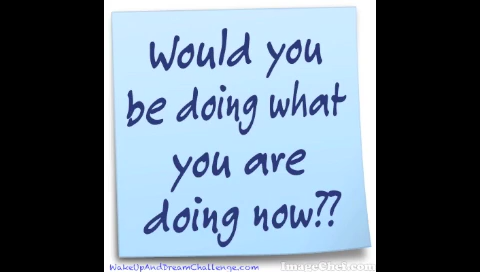 Would you
be doing what
you are
doing now??
WakeUpAndDreamChallenge.com
ImageChef.com